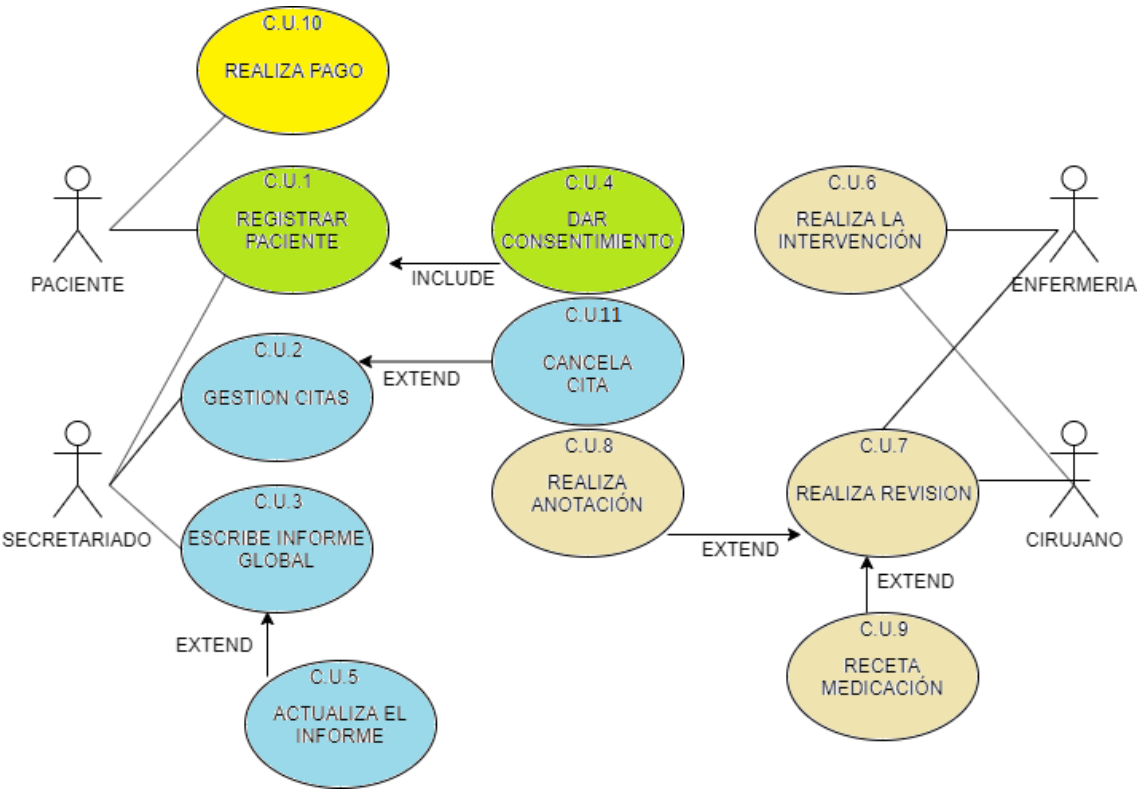 C.U.10
REALIZA PAGO
C.U.1
REGISTRAR
PACIENTE
C.U.4
DAR
CONSENTIMIENTO
C.U.6
REALIZA LA
INTERVENCIÓN
PACIENTE
INCLUDE
ENFERMERIA
C.U.11
CANCELA
CITA
C.U.2
GESTION CITAS
EXTEND
C.U.8
REALIZA
ANOTACIÓN
C.U.7
REALIZA REVISION
C.U.3
ESCRIBE INFORME
GLOBAL
SECRETARIADO
EXTEND
CIRUJANO
EXTEND
EXTEND
C.U.9
RECETA
MEDICACIÓN
C.U.5
ACTUALIZA EL
INFORME